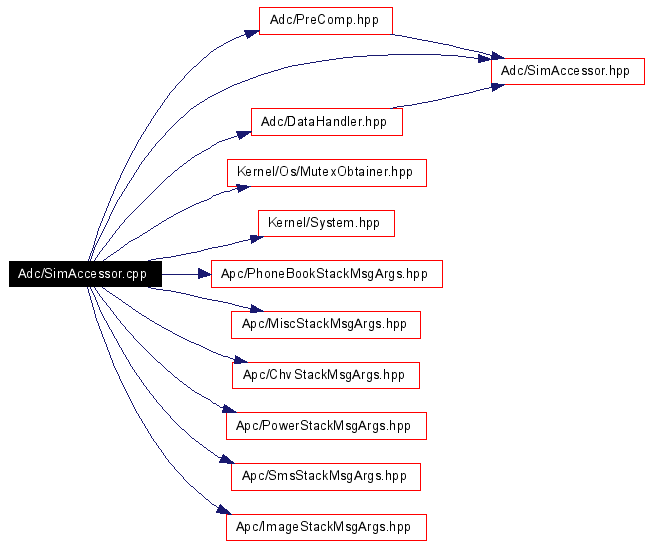 Adc/PreComp.hpp
Adc/SimAccessor.hpp
Adc/DataHandler.hpp
Kernel/Os/MutexObtainer.hpp
Kernel/System.hpp
Adc/SimAccessor.cpp
Apc/PhoneBookStackMsgArgs.hpp
Apc/MiscStackMsgArgs.hpp
Apc/ChvStackMsgArgs.hpp
Apc/PowerStackMsgArgs.hpp
Apc/SmsStackMsgArgs.hpp
Apc/ImageStackMsgArgs.hpp